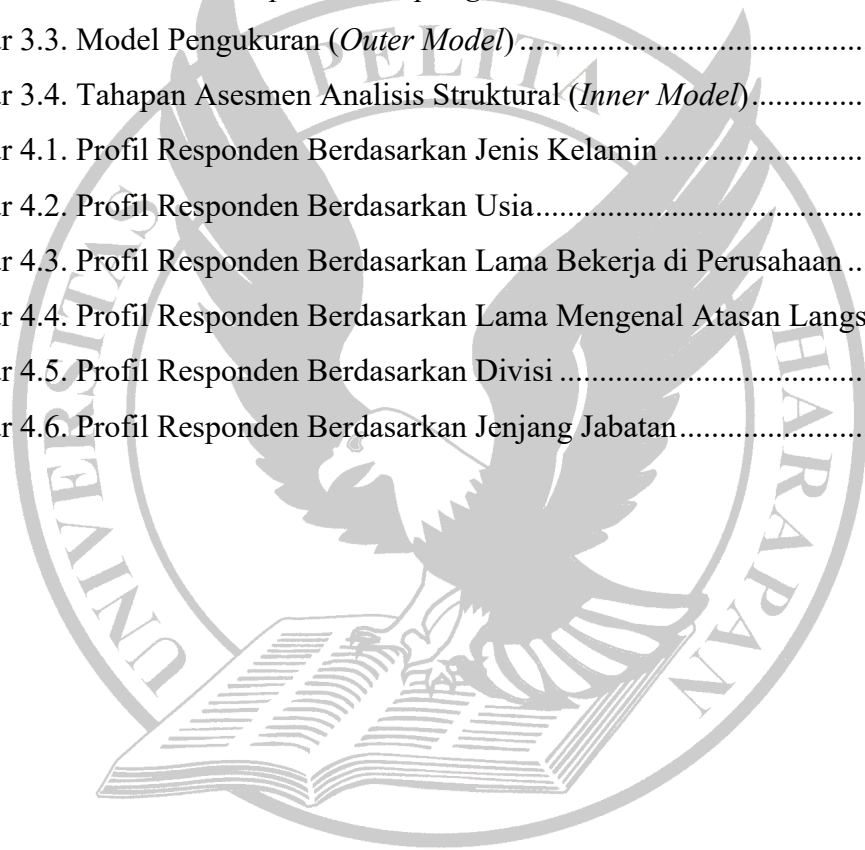 r 3.3. Model Pengukuran (Outer Model)..........................................
r 3.4. Tahapan Asesmen Analisis Struktural (Inner Model)..............
r 4.1. Profil Responden Berdasarkan Jenis Kelamin.........................
r 4.2. Profil Responden Berdasarkan Usia........................................
r 4.3. Profil Responden Berdasarkan Lama Bekerja di Perusahaan..
r 4.4. Profil Responden Berdasarkan Lama Mengenal Atasan Langs
r 4.5. Profil Responden Berdasarkan Divisi.....................................
r 4.6. Profil Responden Berdasarkan Jenjang Jabatan.......................
UNIVERSITAS PELITA HARAPAN